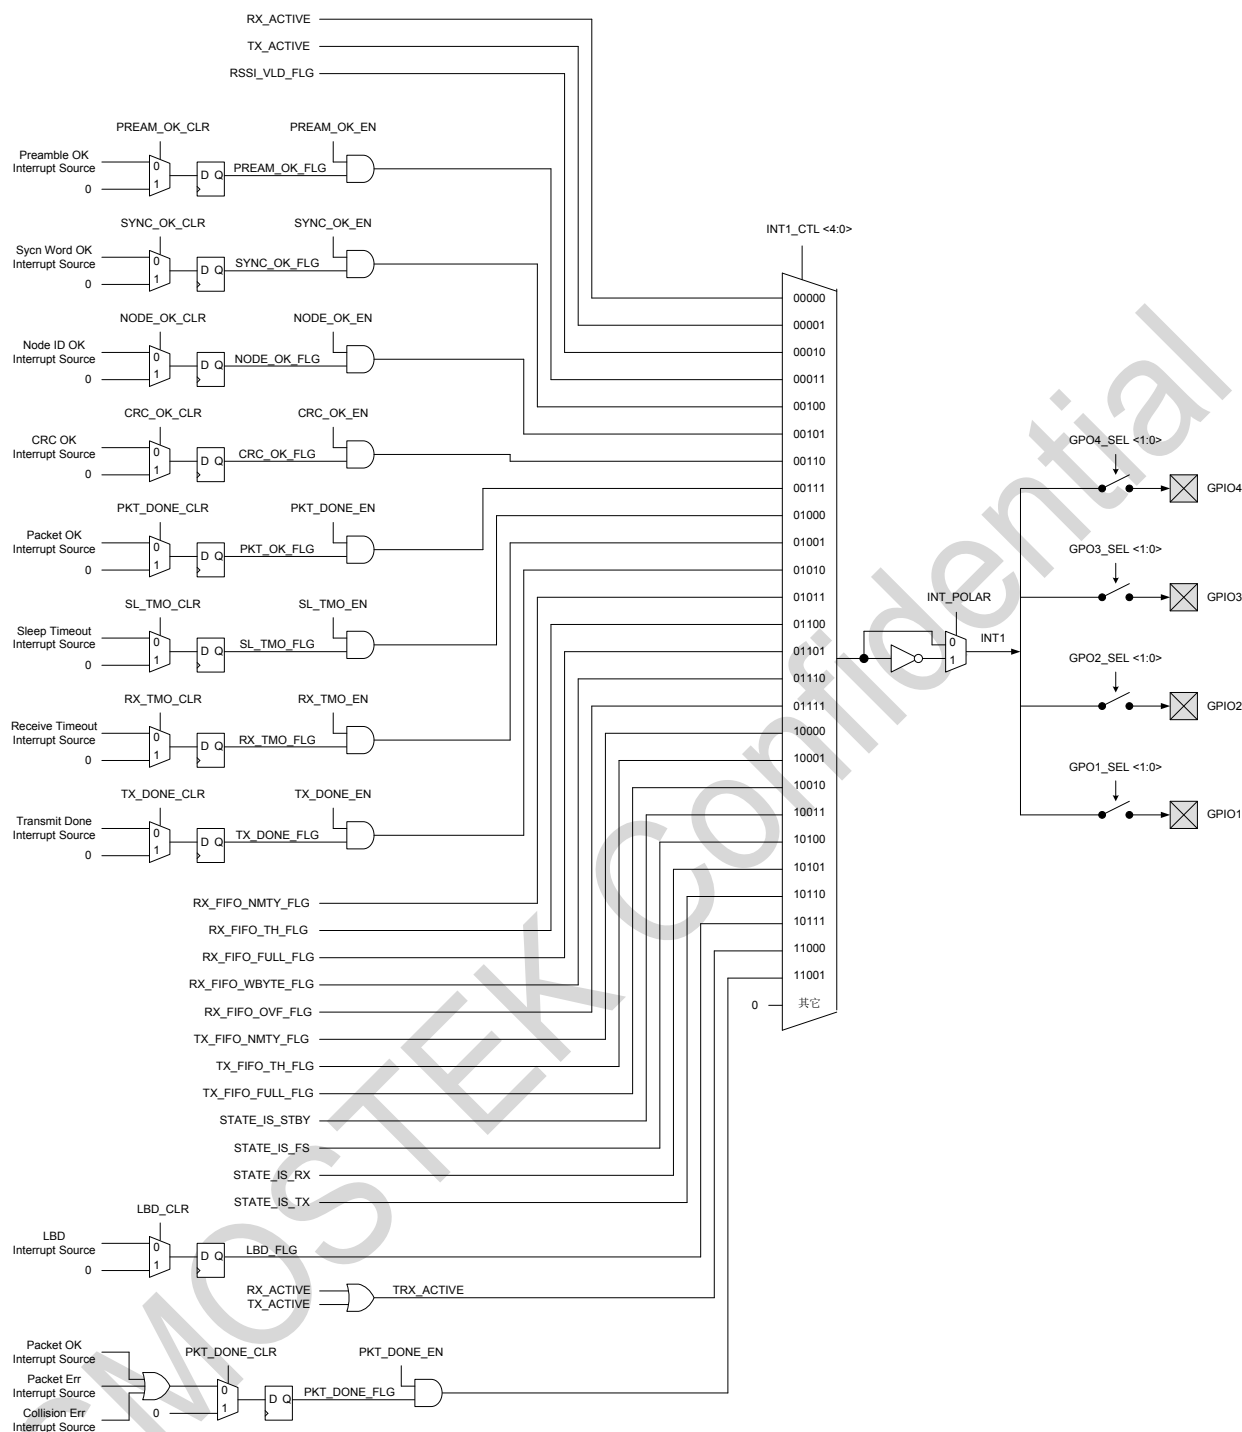 RX_ACTIVE
TX_ACTIVE
RSSI_VLD_FLG
PREAM_OK_CLR
PREAM_OK_EN
Preamble OK
Interrupt Source
0
0
1
D Q
PREAM_OK_FLG
SYNC_OK_CLR
SYNC_OK_EN
Sycn Word OK
Interrupt Source
0
0
1
D Q
SYNC_OK_FLG
NODE_OK_CLR
NODE_OK_EN
Node ID OK
Interrupt Source
0
0
1
D Q
NODE_OK_FLG
CRC_OK_CLR
CRC_OK_EN
CRC OK
Interrupt Source
0
0
1
D Q
CRC_OK_FLG
PKT_DONE_CLR
PKT_DONE_EN
Packet OK
Interrupt Source
0
0
1
D Q
PKT_OK_FLG
SL_TMO_CLR
SL_TMO_EN
Sleep Timeout
Interrupt Source
0
0
1
D Q
SL_TMO_FLG
RX_TMO_CLR
RX_TMO_EN
Receive Timeout
Interrupt Source
0
0
1
D Q
RX_TMO_FLG
TX_DONE_CLR
TX_DONE_EN
Transmit Done
Interrupt Source
0
0
1
D Q
TX_DONE_FLG
RX_FIFO_NMTY_FLG
RX_FIFO_TH_FLG
RX_FIFO_FULL_FLG
RX_FIFO_WBYTE_FLG
RX_FIFO_OVF_FLG
TX_FIFO_NMTY_FLG
TX_FIFO_TH_FLG
TX_FIFO_FULL_FLG
STATE_IS_STBY
STATE_IS_FS
STATE_IS_RX
STATE_IS_TX
LBD_CLR
LBD
Interrupt Source
0
0
1
D Q
LBD_FLG
RX_ACTIVE
TX_ACTIVE
TRX_ACTIVE
Packet OK
Interrupt Source
Packet Err
Interrupt Source
Collision Err
Interrupt Source
PKT_DONE_CLR
PKT_DONE_EN
0
0
1
D Q
PKT_DONE_FLG
INT1_CTL <4:0>
00000
00001
00010
00011
00100
00101
00110
00111
01000
01001
01010
01011
01100
01101
01110
01111
10000
10001
10010
10011
10100
10101
10110
10111
11000
11001
0
其它
INT_POLAR
0
1
INT1
GPO4_SEL <1:0>
GPIO4
GPO3_SEL <1:0>
GPIO3
GPO2_SEL <1:0>
GPIO2
GPO1_SEL <1:0>
GPIO1
CMOSTEK Confidential